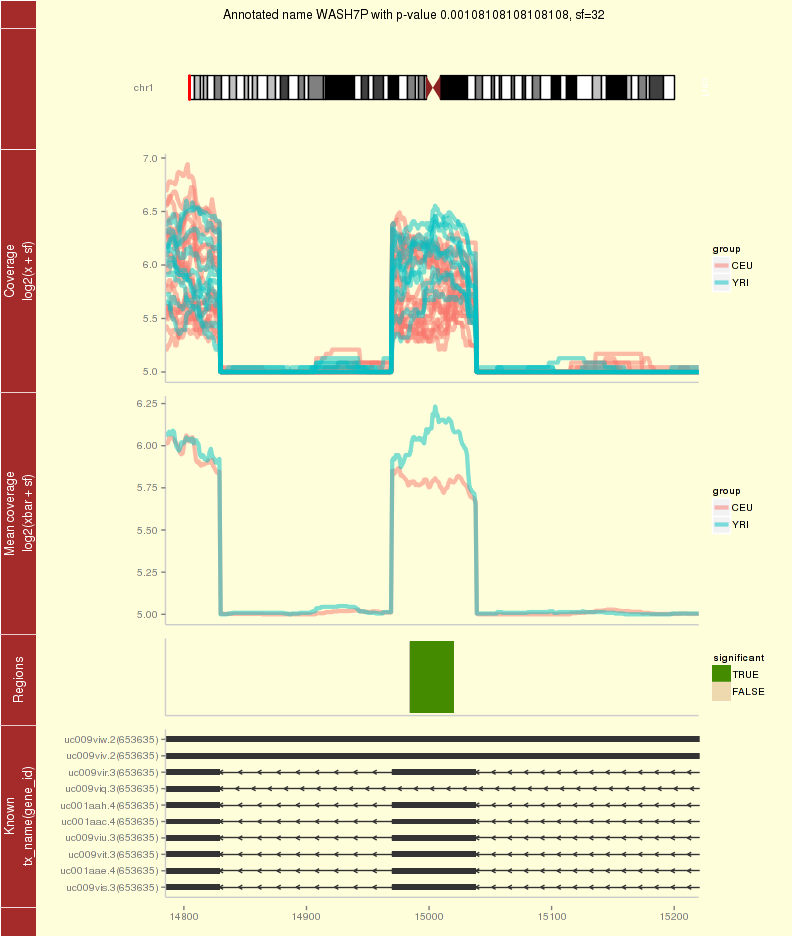 Annotated name WASH7P with p-value 0.00108108108108108, sf=32
chr1
Coverage
log2(x + sf)
7.0
6.5
6.0
5.5
5.0
group
CEU
YRI
Mean coverage
log2(xbar + sf)
6.25
6.00
5.75
5.50
5.25
5.00
group
CEU
YRI
Regions
significant
TRUE
FALSE
Known
tx_name(gene_id)
uc009viw.2(653635)
uc009viv.2(653635)
uc009vir.3(653635)
uc009viq.3(653635)
uc001aah.4(653635)
uc001aac.4(653635)
uc009viu.3(653635)
uc009vit.3(653635)
uc001aae.4(653635)
uc009vis.3(653635)
14800 14900 15000 15100 15200